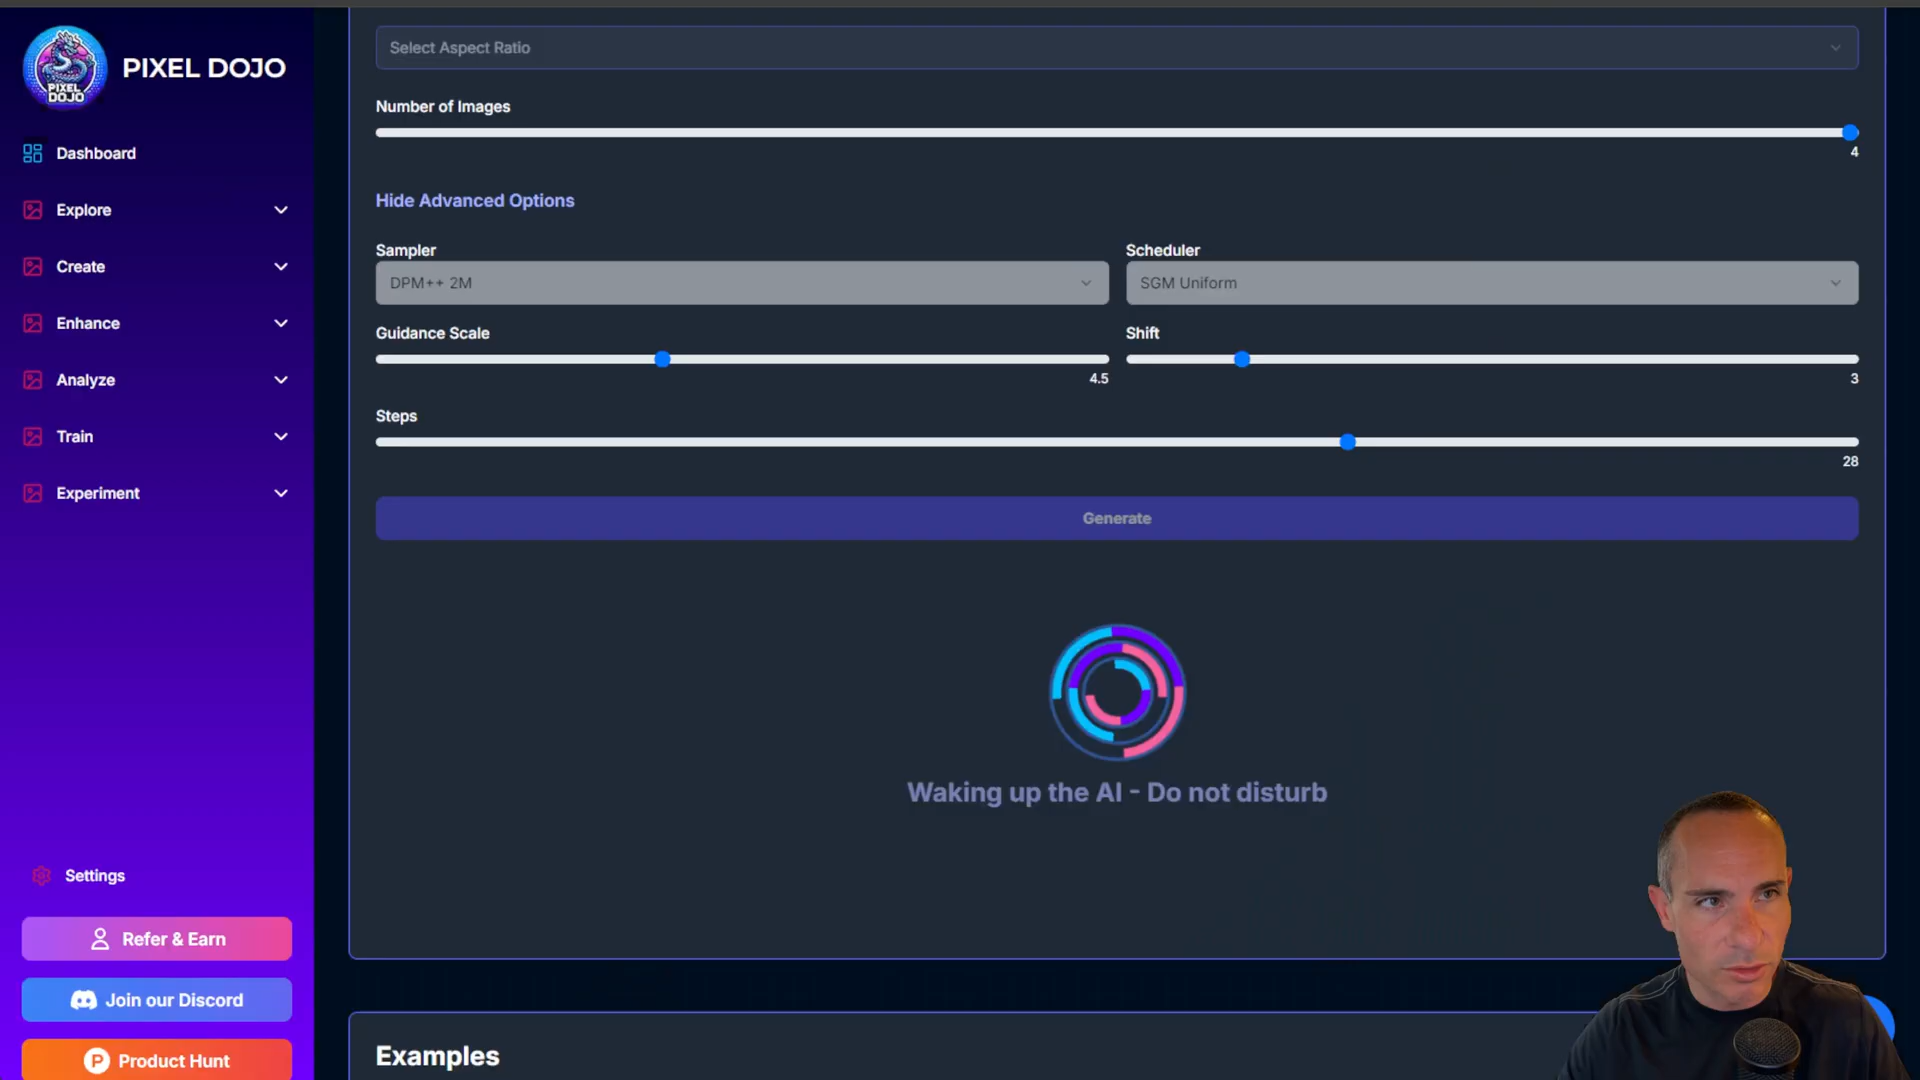 PIXEL DOJO
PIXEL
DOJO
Dashboard
Explore
Create
Enhance
Analyze
Train
Experiment
Settings
Refer & Earn
Join our Discord
Product Hunt
Select Aspect Ratio
Number of Images
4
Hide Advanced Options
Sampler
Scheduler
DPM++ 2M
SGM Uniform
Guidance Scale
Shift
4.5
3
Steps
28
Generate
Waking up the AI - Do not disturb
Examples